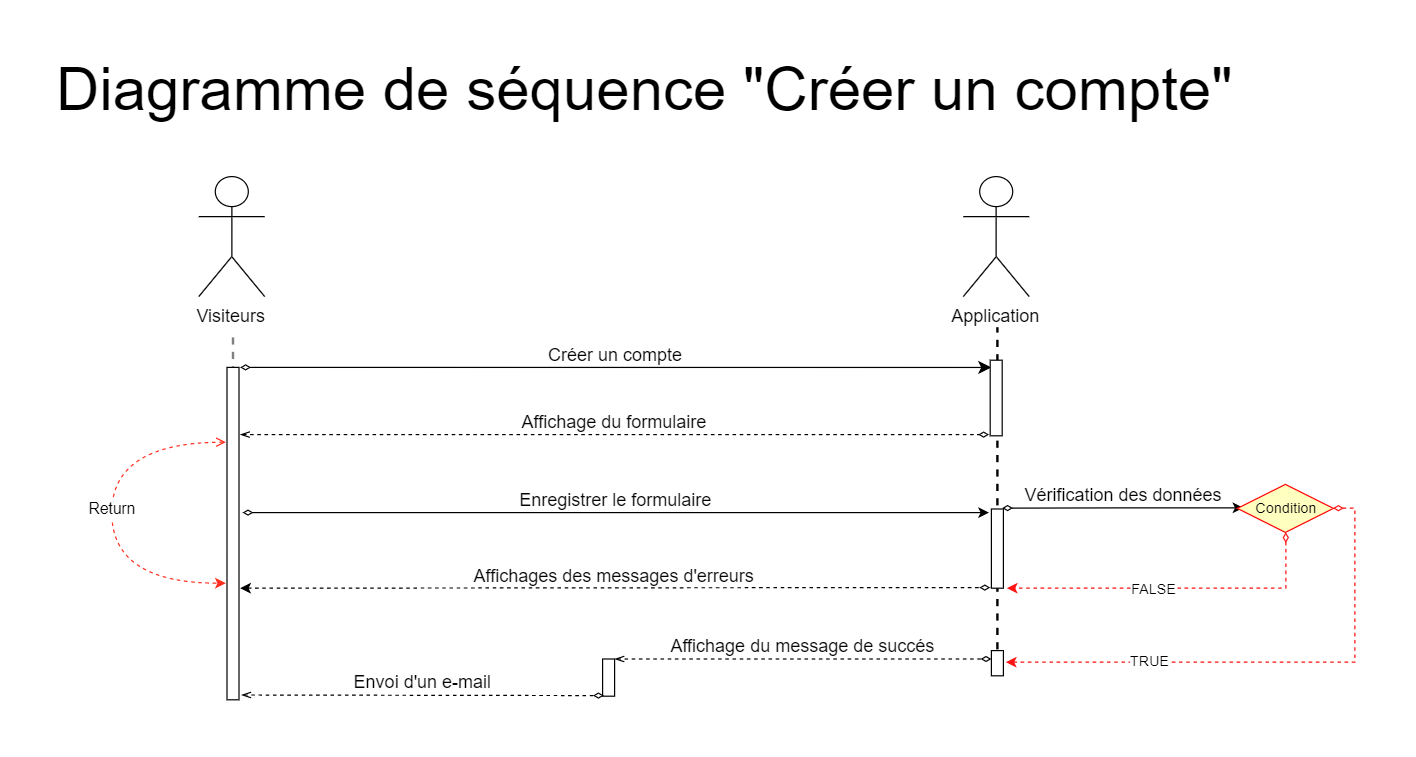 Diagramme de séquence "Créer un compte"
Visiteurs
Application
Créer un compte
Affichage du formulaire
Enregistrer le formulaire
Vérification des données
Condition
Return
Affichages des messages d'erreurs
FALSE
Affichage du message de succés
TRUE
Envoi d'un e-mail